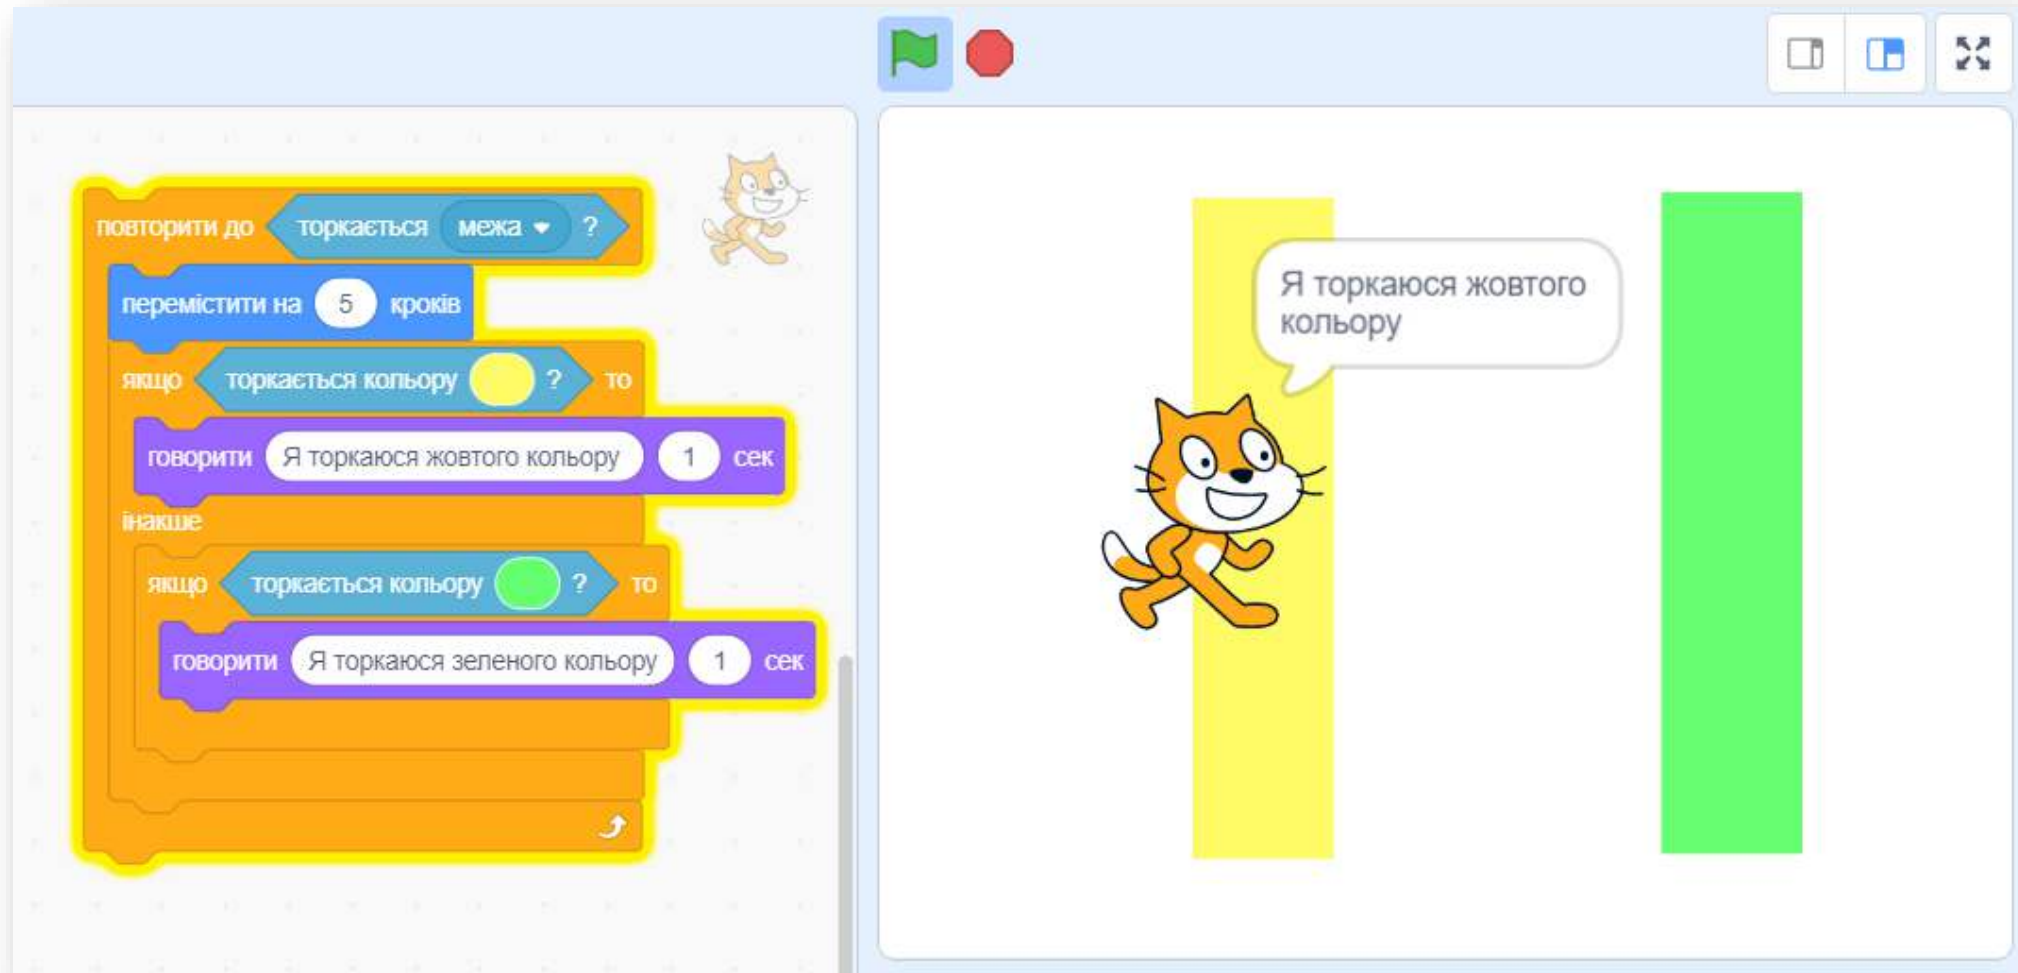 повторити до торкається межа ?
перемістити на 5 кроків
якщо торкається кольору ? то
говорити Я торкаюся жовтого кольору 1 сек
інакше
якщо торкається кольору ? то
говорити Я торкаюся зеленого кольору 1 сек
Я торкаюся жовтого
кольору